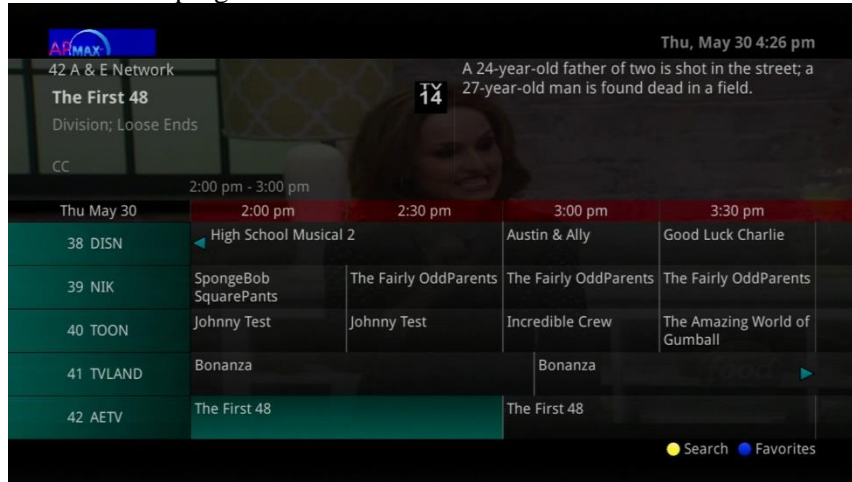 APMAX
Thu, May 30 4:26 pm
42 A & E Network
The First 48
Division; Loose Ends
CC
2:00 pm - 3:00 pm
TV
14
A 24-year-old father of two is shot in the street; a
27-year-old man is found dead in a field.
Thu May 30 2:00 pm 2:30 pm 3:00 pm 3:30 pm
38 DISN High School Musical 2 Austin & Ally Good Luck Charlie
39 NIK SpongeBob
SquarePants The Fairly OddParents The Fairly OddParents The Fairly OddParents
40 TOON Johnny Test Johnny Test Incredible Crew The Amazing World of
Gumball
41 TVLAND Bonanza Bonanza
food
42 AETV The First 48 The First 48
Search Favorites